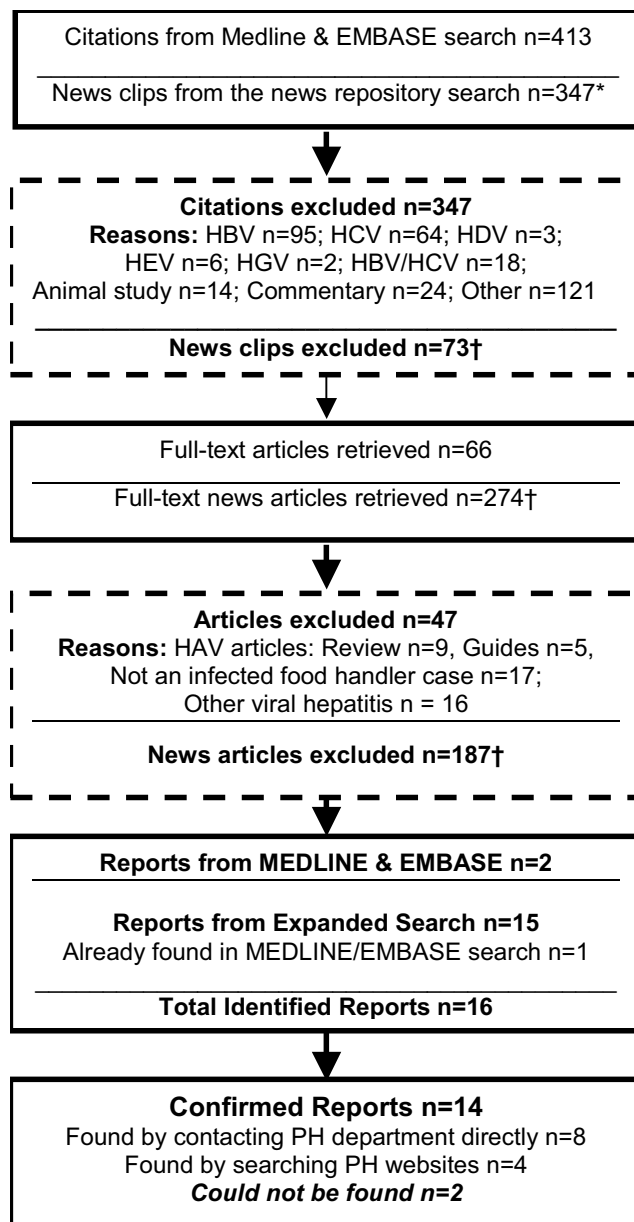 Citations from Medline & EMBASE search n=413
News clips from the news repository search n=347*
Citations excluded n=347
Reasons: HBV n=95; HCV n=64; HDV n=3;
HEV n=6; HGV n=2; HBV/HCV n=18;
Animal study n=14; Commentary n=24; Other n=121
News clips excluded n=73†
Full-text articles retrieved n=66
Full-text news articles retrieved n=274†
Articles excluded n=47
Reasons: HAV articles: Review n=9, Guides n=5,
Not an infected food handler case n=17;
Other viral hepatitis n = 16
News articles excluded n=187†
Reports from MEDLINE & EMBASE n=2
Reports from Expanded Search n=15
Already found in MEDLINE/EMBASE search n=1
Total Identified Reports n=16
Confirmed Reports n=14
Found by contacting PH department directly n=8
Found by searching PH websites n=4
Could not be found n=2